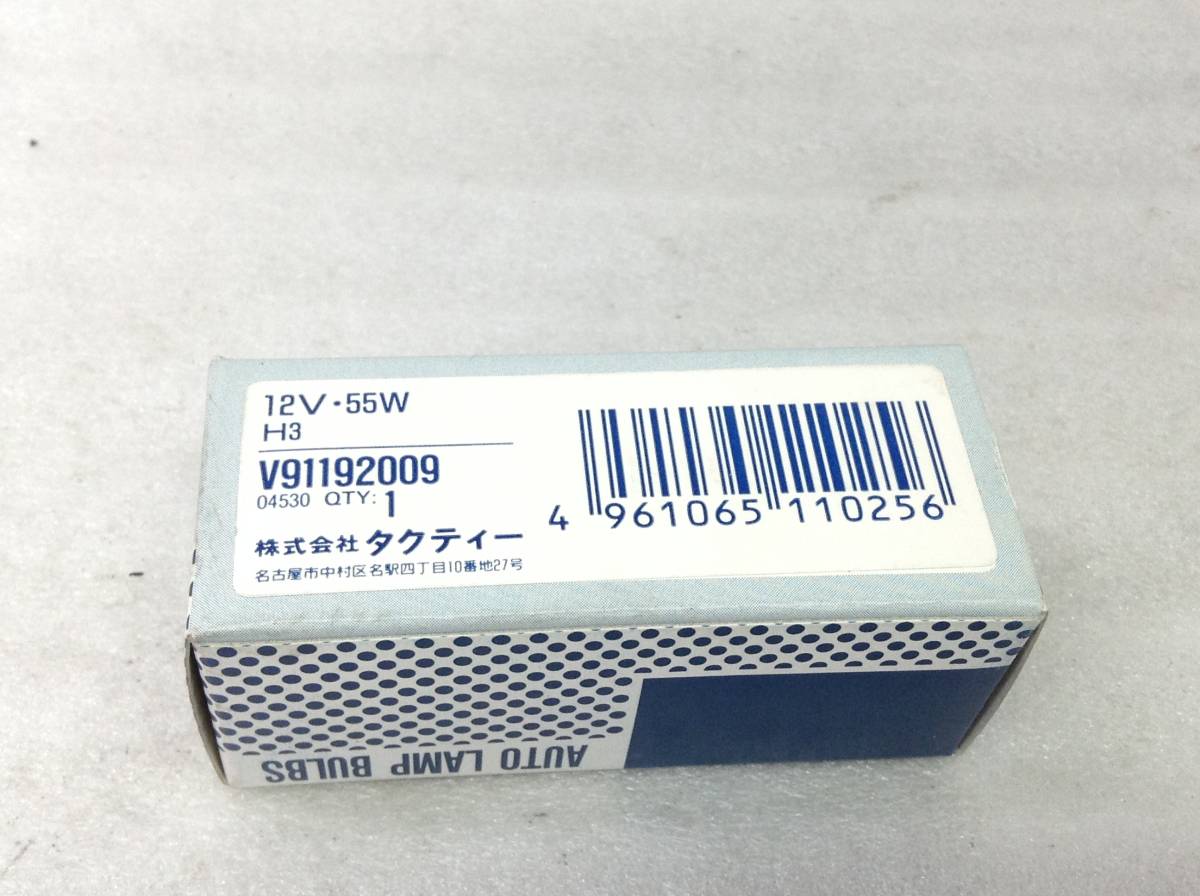 12V・55W
H3
V91192009
04530 QTY: 1
株式会社 タクティー
名古屋市中村区名駅四丁目10番地27号
4 961065 110256
AUTO LAMP BULBS